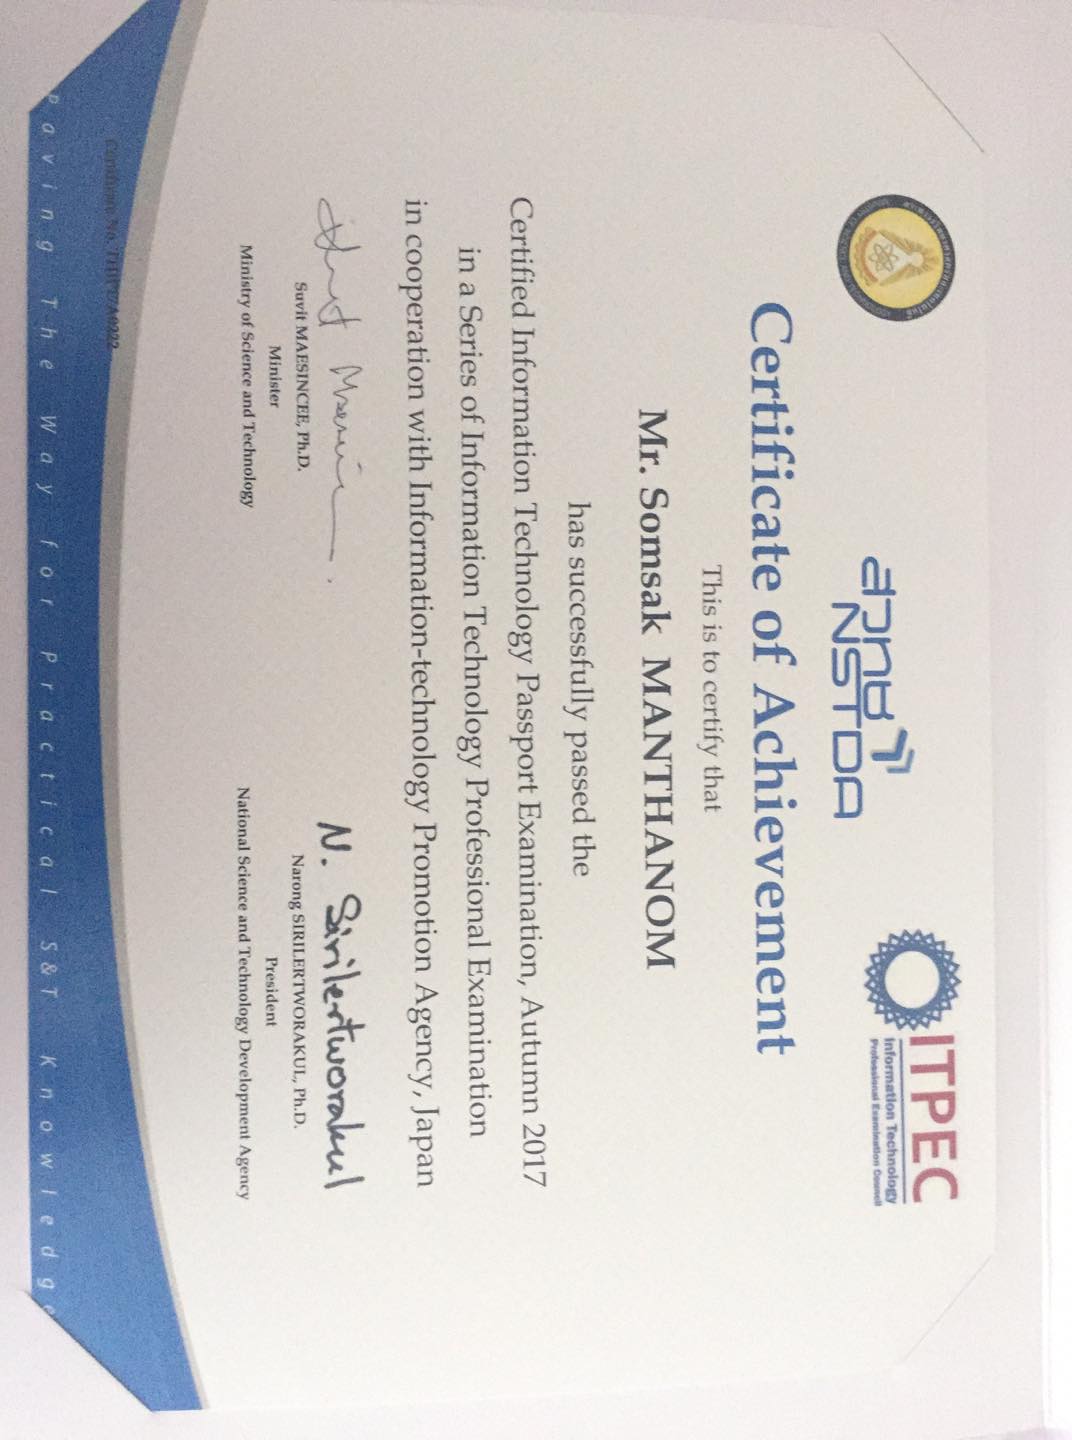 สวทช
NSTDA
ITPEC
Information Technology
Professional Examination Council
Certificate of Achievement
This is to certify that
Mr. Somsak MANTHANOM
has successfully passed the
Certified Information Technology Passport Examination, Autumn 2017
in a Series of Information Technology Professional Examination
in cooperation with Information-technology Promotion Agency, Japan
N. Sirilertworakul
Suvit MAESINCEE, Ph.D.
Minister
Ministry of Science and Technology
Narong SIRILERTWORAKUL, Ph.D.
President
National Science and Technology Development Agency
Certificate No.
Paving The Way for Practical S&T Knowledge